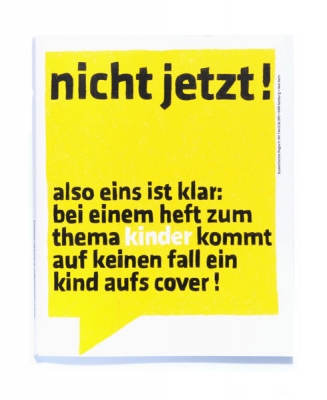 nicht jetzt!
also eins ist klar:
bei einem heft zum
thema kinder kommt
auf keinen fall ein
kind aufs cover!